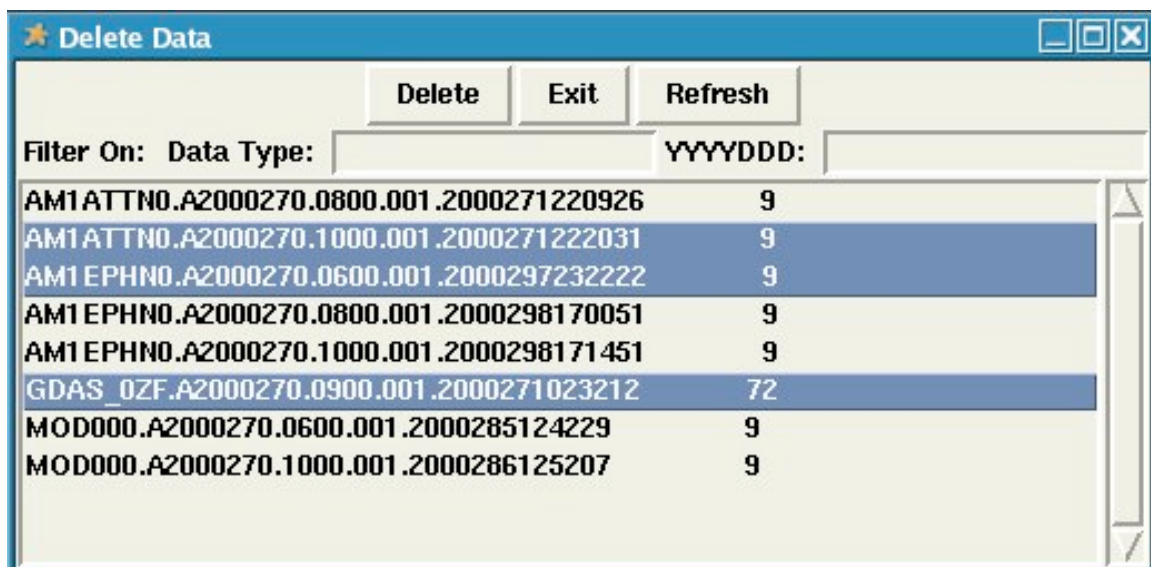 Delete Data
Delete Exit Refresh
Filter On: Data Type: YYYYDDD:
AM1ATTN0.A2000270.0800.001.2000271220926 9
AM1ATTN0.A2000270.1000.001.2000271222031 9
AM1EPHN0.A2000270.0600.001.2000297232222 9
AM1EPHN0.A2000270.0800.001.2000298170051 9
AM1EPHN0.A2000270.1000.001.2000298171451 9
GDAS_0ZF.A2000270.0900.001.2000271023212 72
MOD000.A2000270.0600.001.2000285124229 9
MOD000.A2000270.1000.001.2000286125207 9